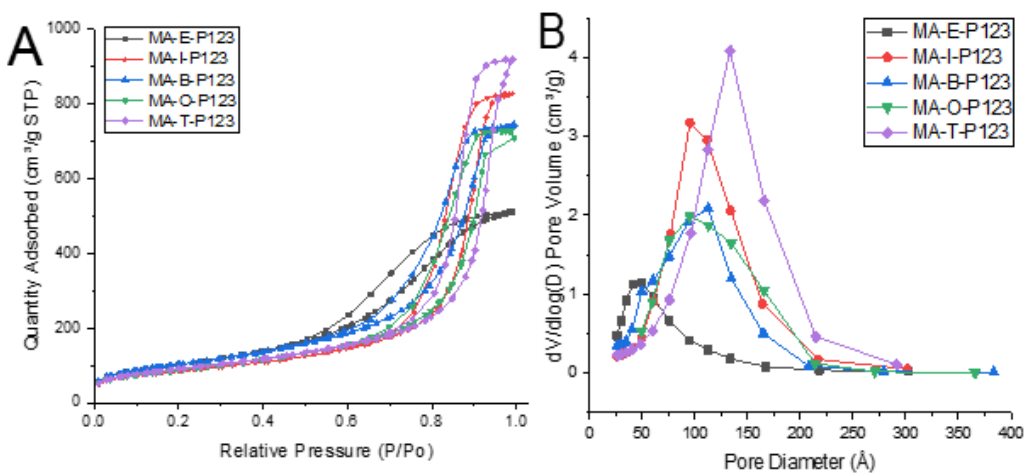 A
MA-E-P123
MA-I-P123
MA-B-P123
MA-O-P123
MA-T-P123
1000
800
600
400
200
0
0.0 0.2 0.4 0.6 0.8 1.0
Quantity Adsorbed (cm³/g STP)
Relative Pressure (P/Po)
B
MA-E-P123
MA-I-P123
MA-B-P123
MA-O-P123
MA-T-P123
4
3
2
1
0
0 50 100 150 200 250 300 350 400
dV/dlog(D) Pore Volume (cm³/g)
Pore Diameter (Å)